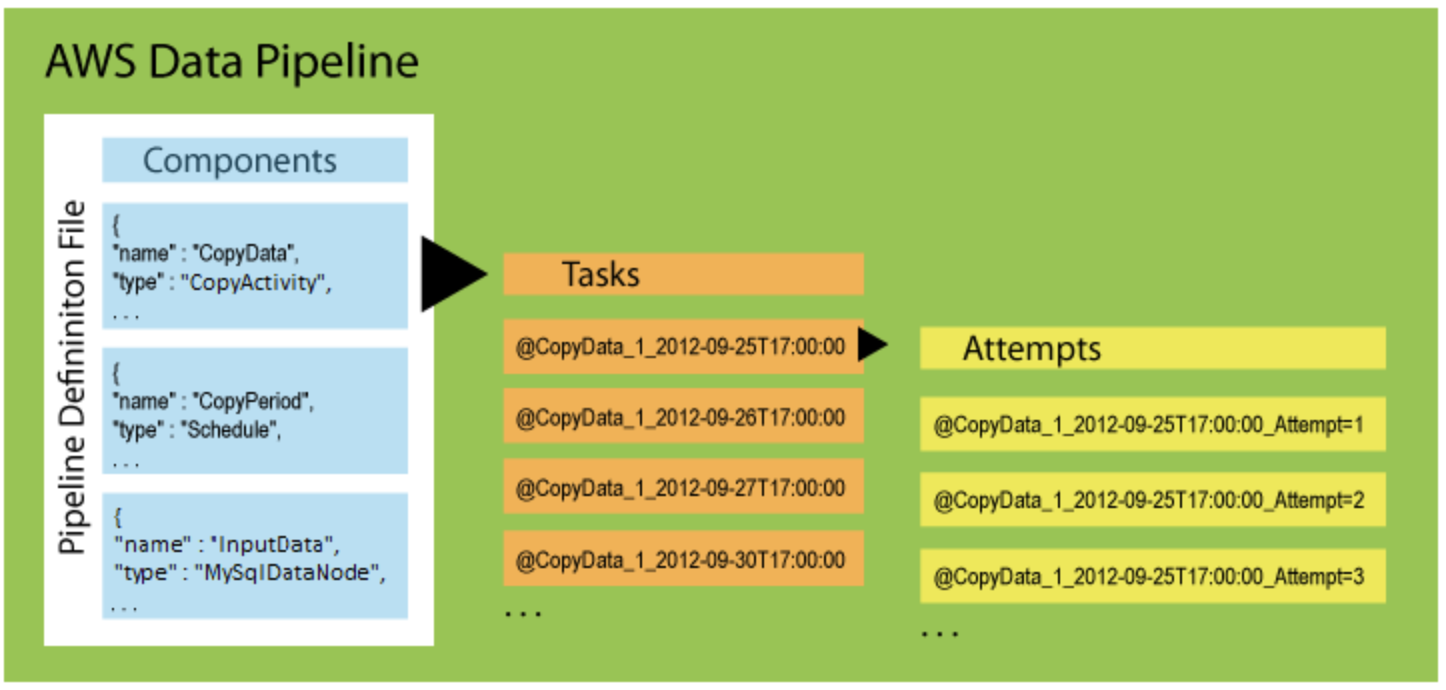 AWS Data Pipeline
Pipeline Defininiton File
Components
{
"name" : "CopyData",
"type" : "CopyActivity",
. . .
{
"name" : "CopyPeriod",
"type" : "Schedule",
. . .
{
"name" : "InputData",
"type" : "MySqlDataNode",
. . .
Tasks
@CopyData_1_2012-09-25T17:00:00
@CopyData_1_2012-09-26T17:00:00
@CopyData_1_2012-09-27T17:00:00
@CopyData_1_2012-09-30T17:00:00
. . .
Attempts
@CopyData_1_2012-09-25T17:00:00_Attempt=1
@CopyData_1_2012-09-25T17:00:00_Attempt=2
@CopyData_1_2012-09-25T17:00:00_Attempt=3
. . .